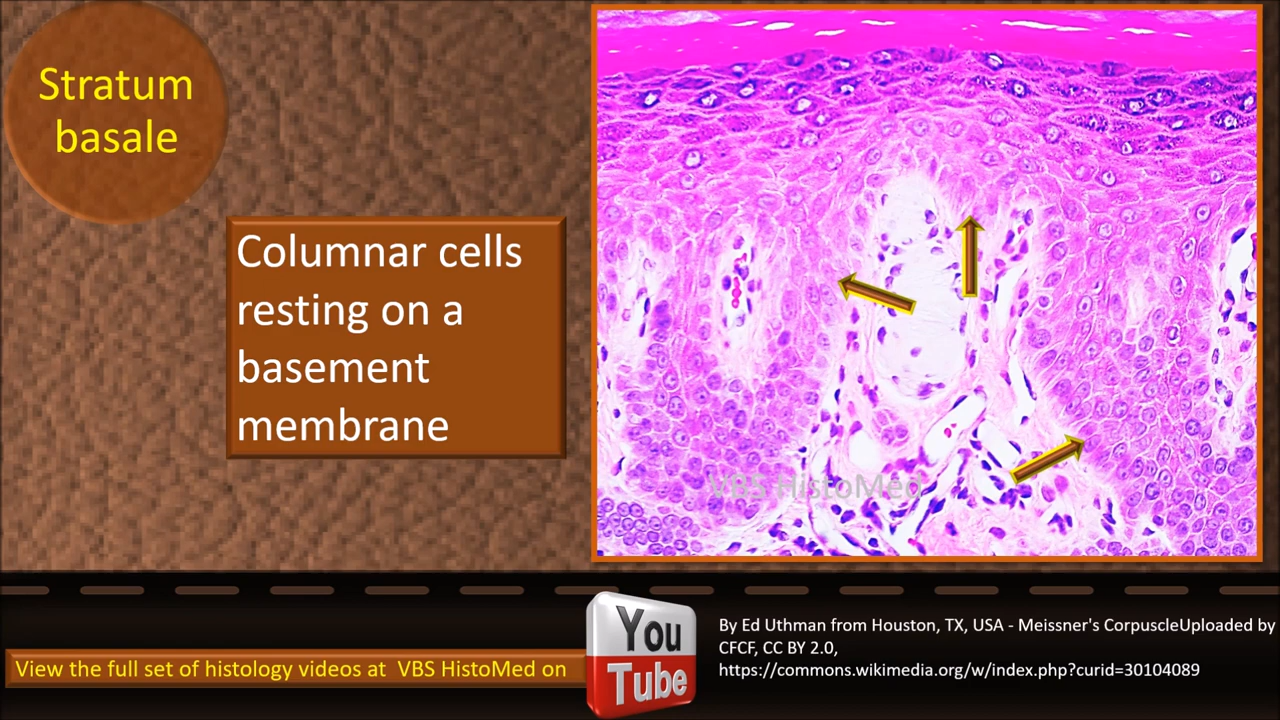 Stratum
basale
Columnar cells
resting on a
basement
membrane
VBS HistoMed
View the full set of histology videos at  VBS HistoMed on
You
Tube
By Ed Uthman from Houston, TX, USA - Meissner's CorpuscleUploaded by
CFCF, CC BY 2.0,
https://commons.wikimedia.org/w/index.php?curid=30104089